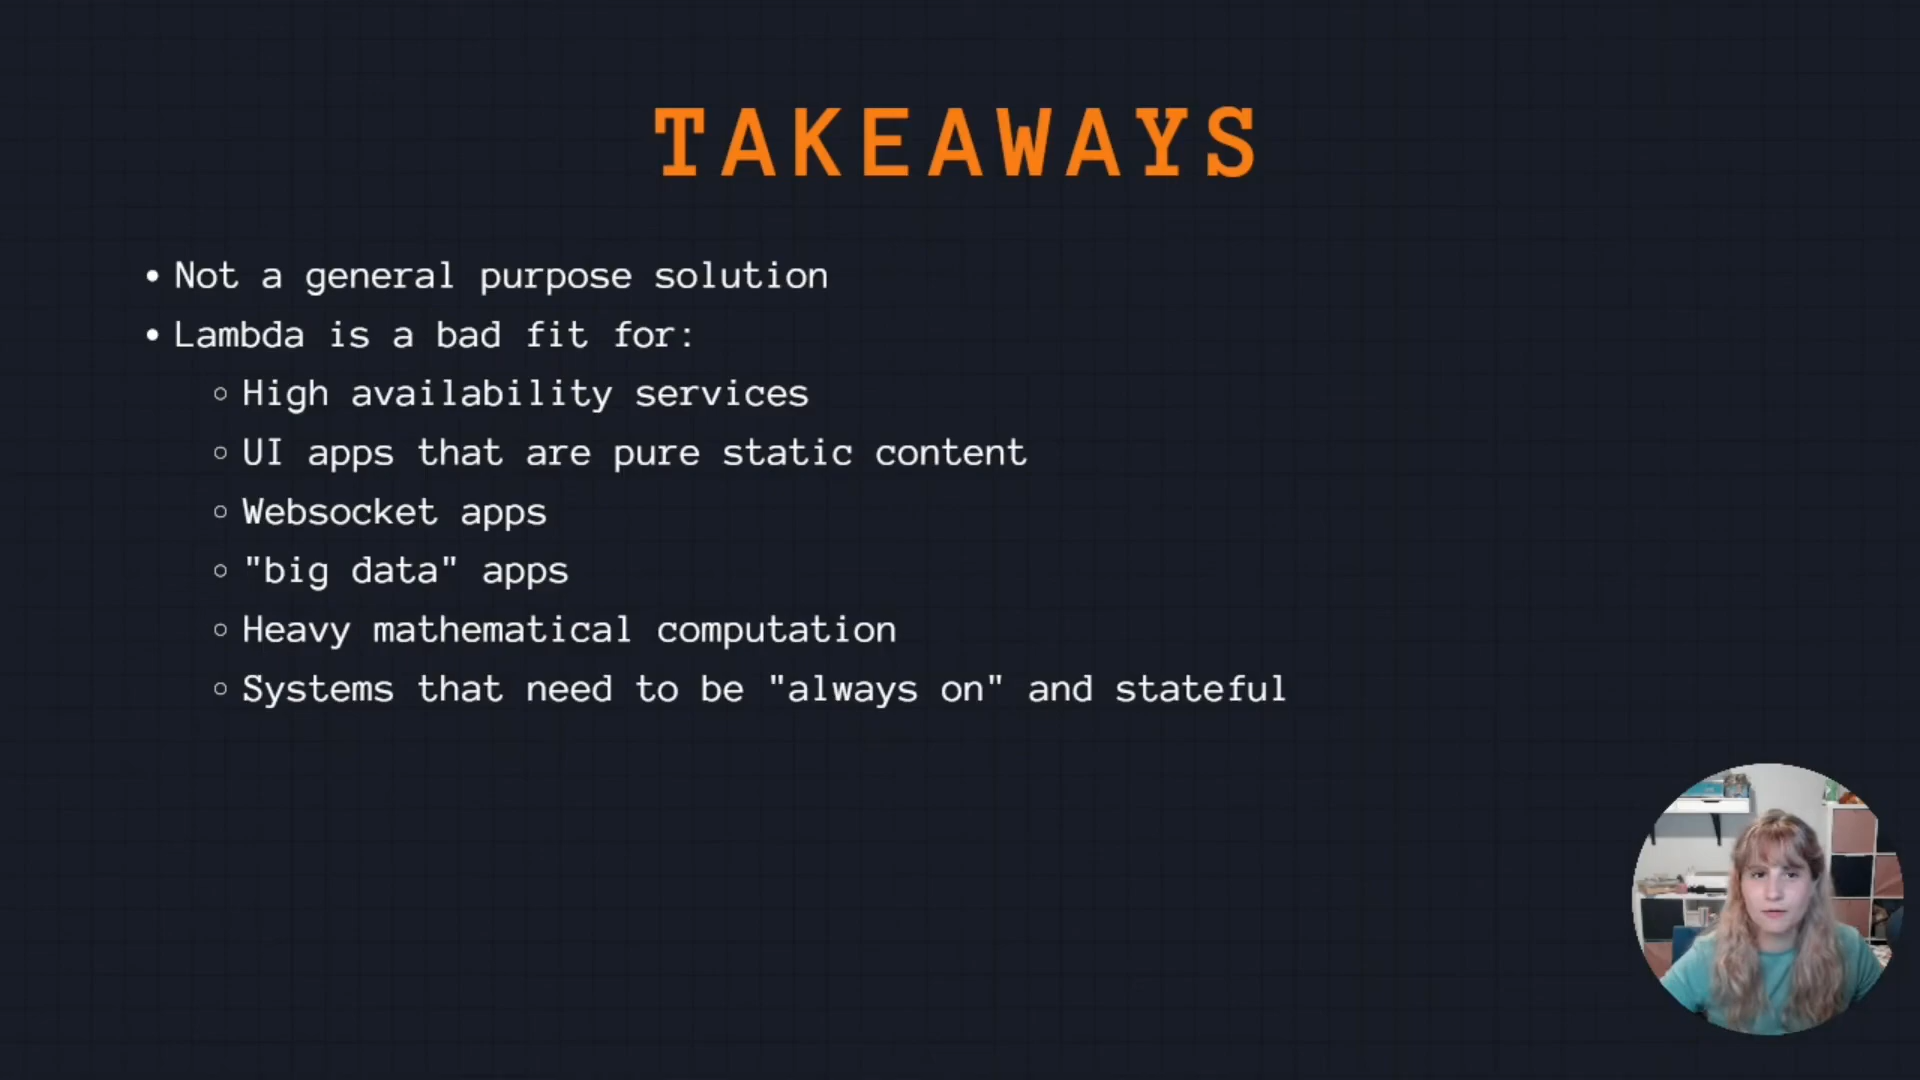 TAKEAWAYS
• Not a general purpose solution
• Lambda is a bad fit for:
○ High availability services
○ UI apps that are pure static content
○ Websocket apps
○ "big data" apps
○ Heavy mathematical computation
○ Systems that need to be "always on" and stateful